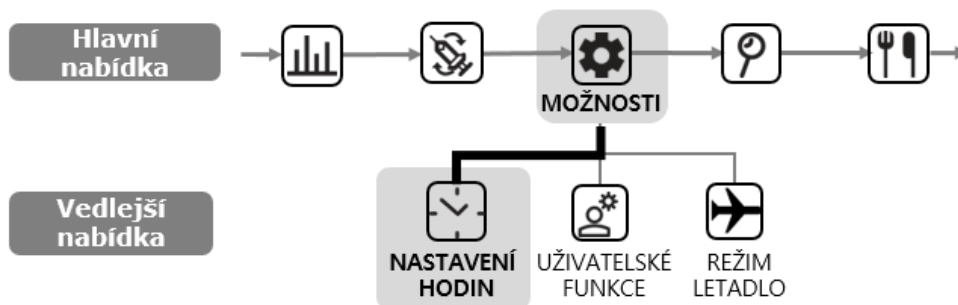 Hlavní
nabídka
MOŽNOSTI
Vedlejší
nabídka
NASTAVENÍ
HODIN
UŽIVATELSKÉ
FUNKCE
REŽIM
LETADLO